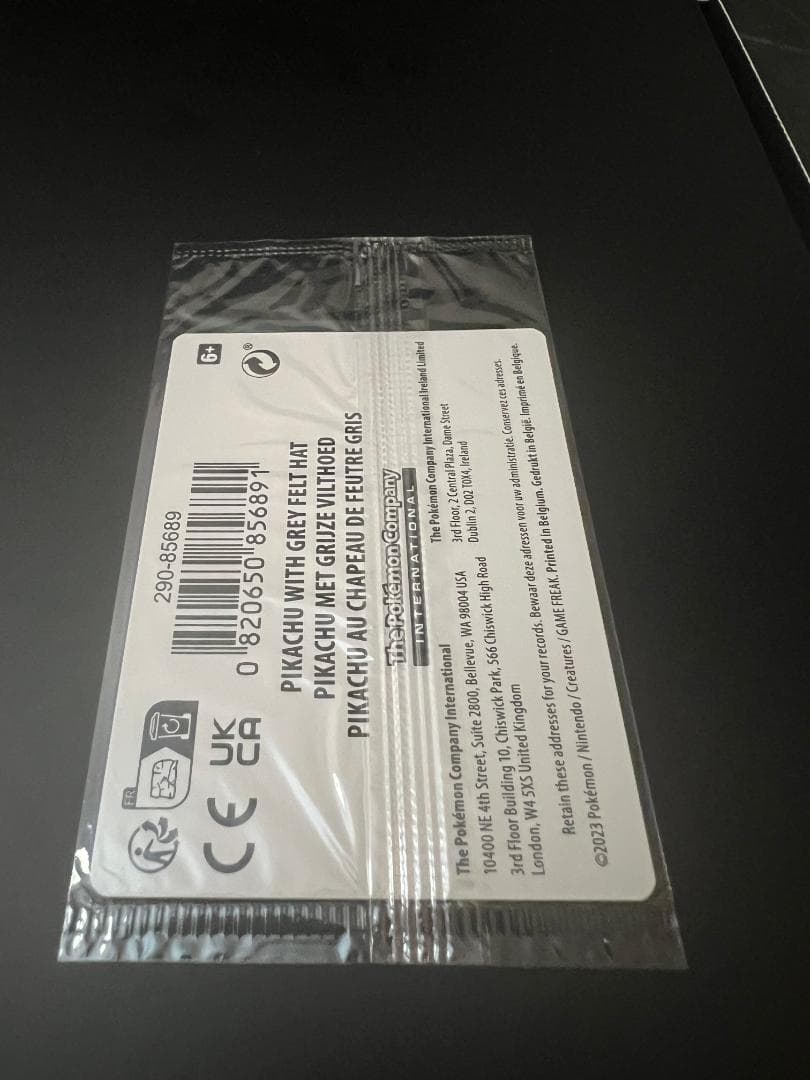 FR
CE
UK
CA
290-85689
0 820650 856891
6+
®
PIKACHU WITH GREY FELT HAT
PIKACHU MET GRIJZE VILTHOED
PIKACHU AU CHAPEAU DE FEUTRE GRIS
The Pokémon Company
INTERNATIONAL
The Pokémon Company International
10400 NE 4th Street, Suite 2800, Bellevue, WA 98004 USA
3rd Floor Building 10, Chiswick Park, 566 Chiswick High Road
London, W4 5XS United Kingdom
The Pokémon Company International Ireland Limited
3rd Floor, 2 Central Plaza, Dame Street
Dublin 2, D02 T0X4, Ireland
Retain these addresses for your records. Bewaar deze adressen voor uw administratie. Conservez ces adresses.
©2023 Pokémon / Nintendo / Creatures / GAME FREAK. Printed in Belgium. Gedrukt in België. Imprimé en Belgique.